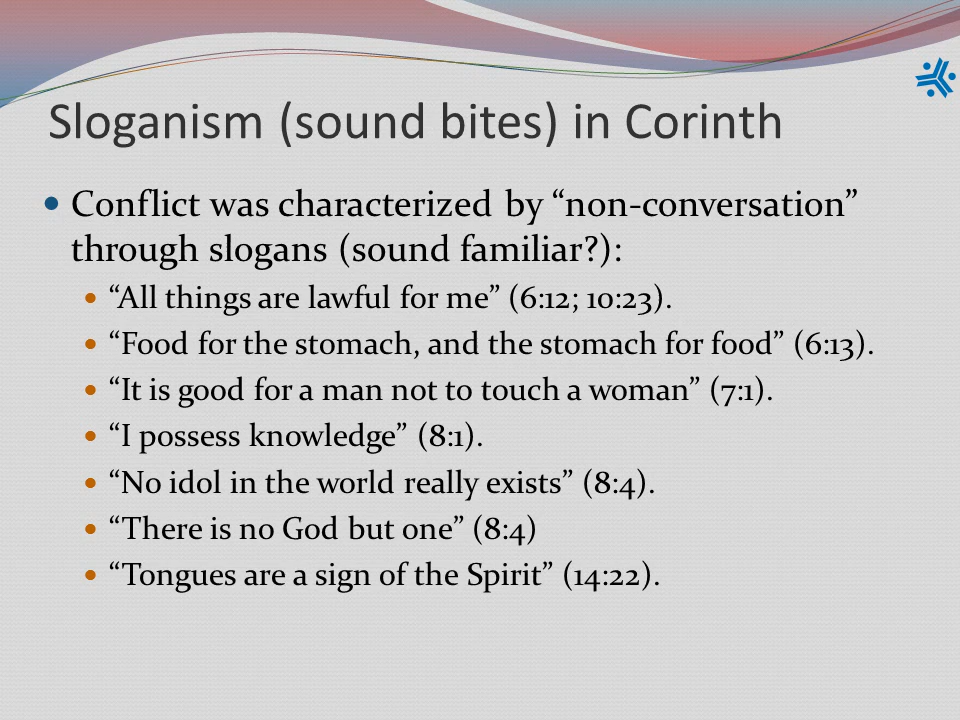 Sloganism (sound bites) in Corinth
• Conflict was characterized by “non-conversation”
through slogans (sound familiar?):
• “All things are lawful for me” (6:12; 10:23).
• “Food for the stomach, and the stomach for food” (6:13).
• “It is good for a man not to touch a woman” (7:1).
• “I possess knowledge” (8:1).
• “No idol in the world really exists” (8:4).
• “There is no God but one” (8:4)
• “Tongues are a sign of the Spirit” (14:22).